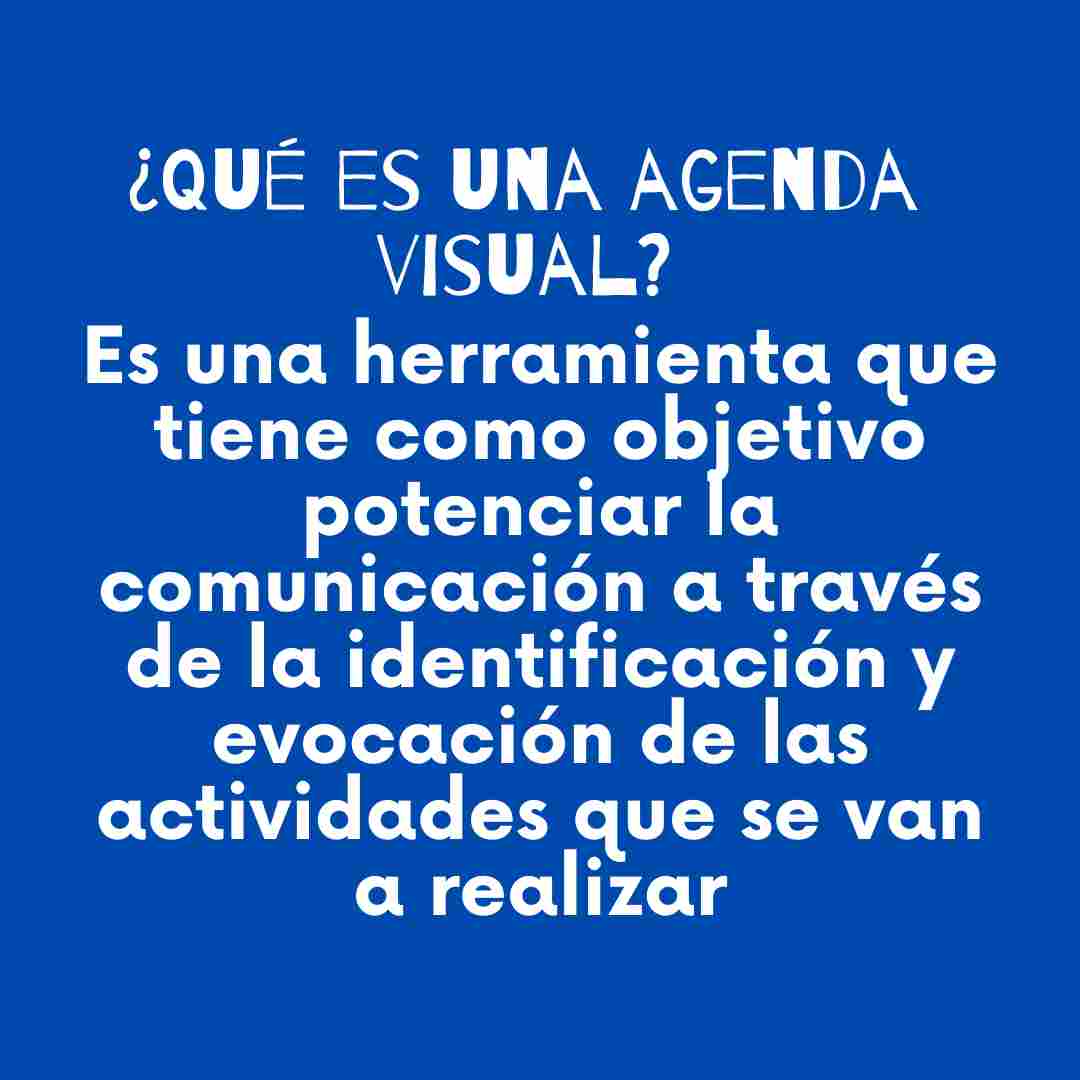 ¿QUÉ ES UNA AGENDA
VISUAL?
Es una herramienta que
tiene como objetivo
potenciar la
comunicación a través
de la identificación y
evocación de las
actividades que se van
a realizar